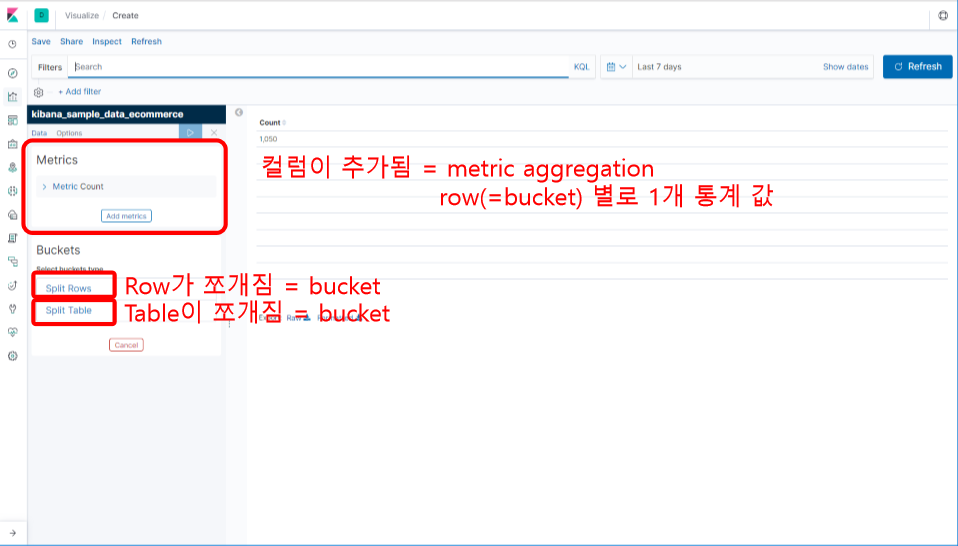 D Visualize / Create
Save Share Inspect Refresh
Filters Search KQL Last 7 days Show dates Refresh
+ Add filter
kibana_sample_data_ecommerce
Data Options
Metrics
Metric Count
Add metrics
Buckets
Select buckets type
Split Rows
Split Table
Cancel
Count
1,050
컬럼이 추가됨 = metric aggregation
row(=bucket) 별로 1개 통계 값
Row가 쪼개짐 = bucket
Table이 쪼개짐 = bucket
Raw